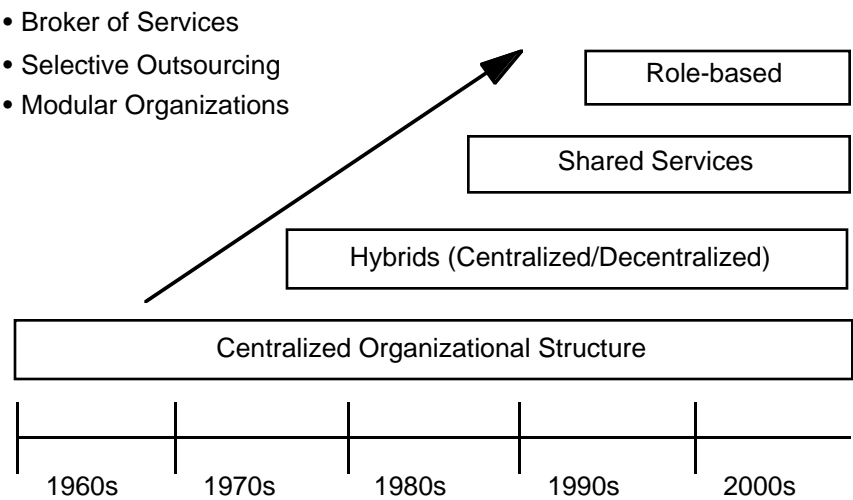 • Broker of Services
• Selective Outsourcing
• Modular Organizations
Role-based
Shared Services
Hybrids (Centralized/Decentralized)
Centralized Organizational Structure
1960s 1970s 1980s 1990s 2000s